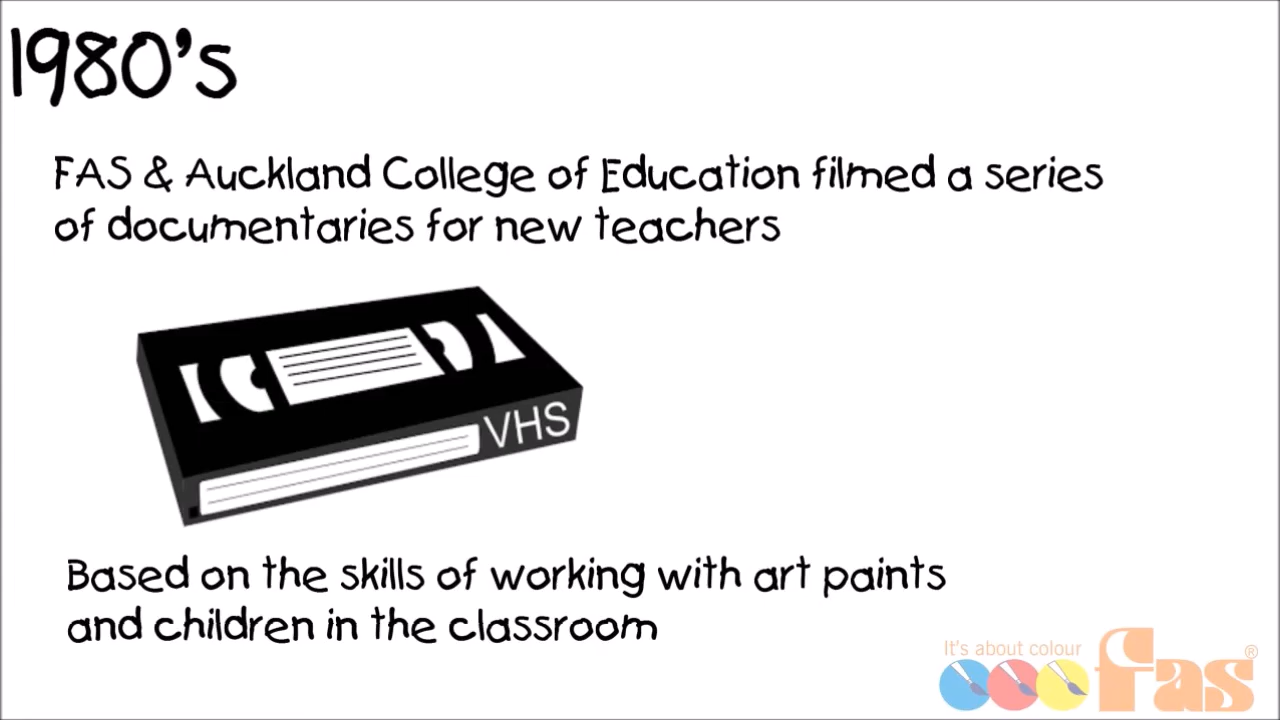 1980's
FAS & Auckland College of Education filmed a series
of documentaries for new teachers
VHS
Based on the skills of working with art paints
and children in the classroom
It's about colour
fas®